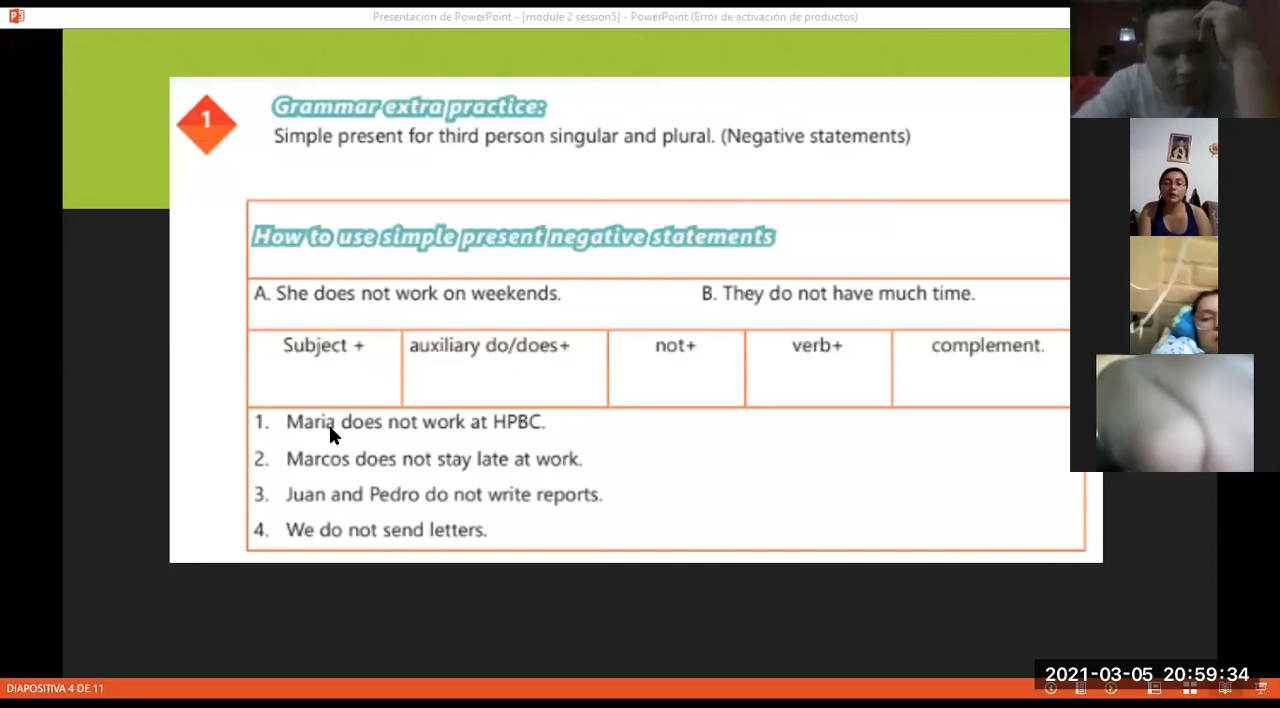 Presentación de PowerPoint - [module 2 session5] - PowerPoint (Error de activación de productos)
1
Grammar extra practice:
Simple present for third person singular and plural. (Negative statements)
How to use simple present negative statements
A. She does not work on weekends. B. They do not have much time.
Subject + auxiliary do/does+ not+ verb+ complement.
1. Maria does not work at HPBC.
2. Marcos does not stay late at work.
3. Juan and Pedro do not write reports.
4. We do not send letters.
2021-03-05 20:59:34
DIAPOSITIVA 4 DE 11